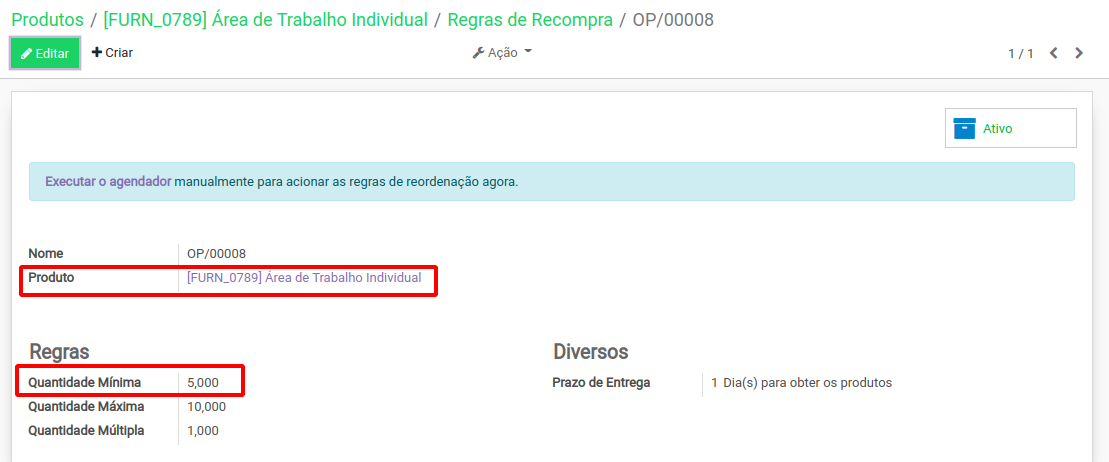 Produtos / [FURN_0789] Área de Trabalho Individual / Regras de Recompra / OP/00008
Editar Criar Ação 1 / 1
Ativo
Executar o agendador manualmente para acionar as regras de reordenação agora.
Nome OP/00008
Produto [FURN_0789] Área de Trabalho Individual
Regras Diversos
Quantidade Mínima 5,000 Prazo de Entrega 1 Dia(s) para obter os produtos
Quantidade Máxima 10,000
Quantidade Múltipla 1,000